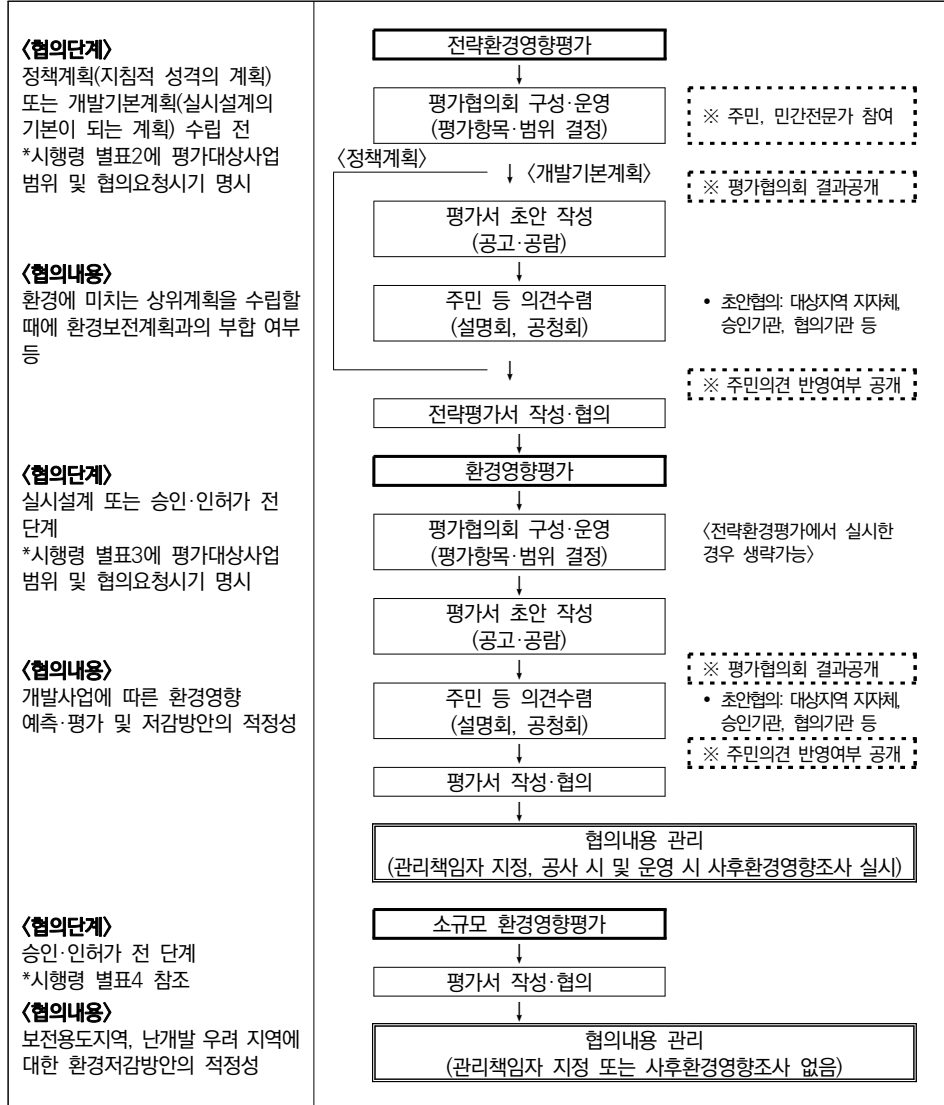 〈협의단계〉
정책계획(지침적 성격의 계획)
또는 개발기본계획(실시설계의
기본이 되는 계획) 수립 전
*시행령 별표2에 평가대상사업
범위 및 협의요청시기 명시
〈협의내용〉
환경에 미치는 상위계획을 수립할
때에 환경보전계획과의 부합 여부
등
전략환경영향평가
↓
평가협의회 구성·운영
(평가항목·범위 결정)
※ 주민, 민간전문가 참여
〈정책계획〉
↓ 〈개발기본계획〉
※ 평가협의회 결과공개
평가서 초안 작성
(공고·공람)
↓
주민 등 의견수렴
(설명회, 공청회)
• 초안협의: 대상지역 지자체,
승인기관, 협의기관 등
↓
※ 주민의견 반영여부 공개
전략평가서 작성·협의
↓
〈협의단계〉
실시설계 또는 승인·인허가 전
단계
*시행령 별표3에 평가대상사업
범위 및 협의요청시기 명시
〈협의내용〉
개발사업에 따른 환경영향
예측·평가 및 저감방안의 적정성
환경영향평가
↓
평가협의회 구성·운영
(평가항목·범위 결정)
〈전략환경평가에서 실시한
경우 생략가능〉
↓
평가서 초안 작성
(공고·공람)
↓
※ 평가협의회 결과공개
주민 등 의견수렴
(설명회, 공청회)
• 초안협의: 대상지역 지자체,
승인기관, 협의기관 등
↓
※ 주민의견 반영여부 공개
평가서 작성·협의
↓
협의내용 관리
(관리책임자 지정, 공사 시 및 운영 시 사후환경영향조사 실시)
〈협의단계〉
승인·인허가 전 단계
*시행령 별표4 참조
〈협의내용〉
보전용도지역, 난개발 우려 지역에
대한 환경저감방안의 적정성
소규모 환경영향평가
↓
평가서 작성·협의
↓
협의내용 관리
(관리책임자 지정 또는 사후환경영향조사 없음)